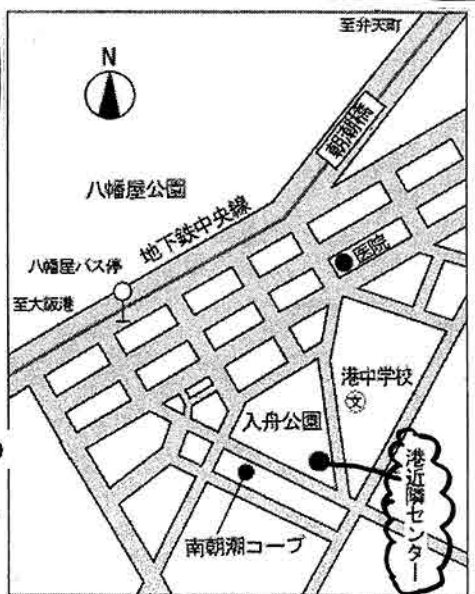 至弁天町
N
朝潮橋
八幡屋公園
地下鉄中央線
八幡屋バス停
医院
至大阪港
港中学校
文
入舟公園
港近隣センター
南朝潮コープ